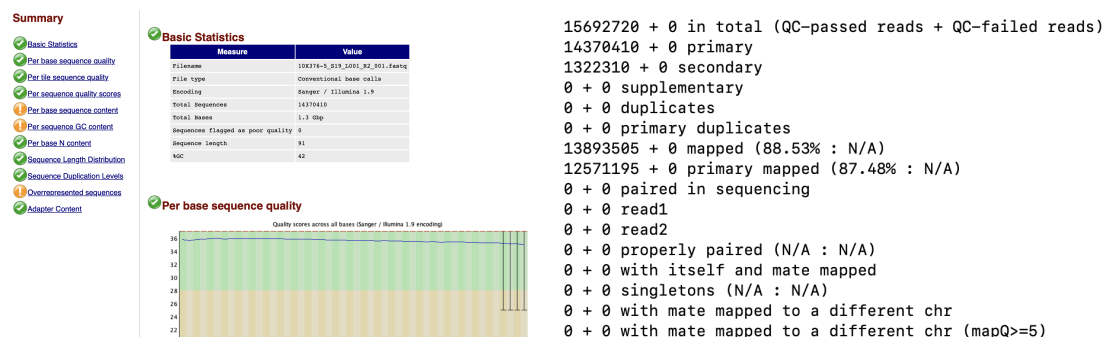 Summary
Basic Statistics
Per base sequence quality
Per tile sequence quality
Per sequence quality scores
Per base sequence content
Per sequence GC content
Per base N content
Sequence Length Distribution
Sequence Duplication Levels
Overrepresented sequences
Adapter Content
Basic Statistics
Measure Value
Filename 10X376-5_S19_L001_R2_001.fastq
File type Conventional base calls
Encoding Sanger / Illumina 1.9
Total Sequences 14370410
Total Bases 1.3 Gbp
Sequences flagged as poor quality 0
Sequence length 91
%GC 42
Per base sequence quality
Quality scores across all bases (Sanger / Illumina 1.9 encoding)
36
34
32
30
28
26
24
22
15692720 + 0 in total (QC-passed reads + QC-failed reads)
14370410 + 0 primary
1322310 + 0 secondary
0 + 0 supplementary
0 + 0 duplicates
0 + 0 primary duplicates
13893505 + 0 mapped (88.53% : N/A)
12571195 + 0 primary mapped (87.48% : N/A)
0 + 0 paired in sequencing
0 + 0 read1
0 + 0 read2
0 + 0 properly paired (N/A : N/A)
0 + 0 with itself and mate mapped
0 + 0 singletons (N/A : N/A)
0 + 0 with mate mapped to a different chr
0 + 0 with mate mapped to a different chr (mapQ>=5)